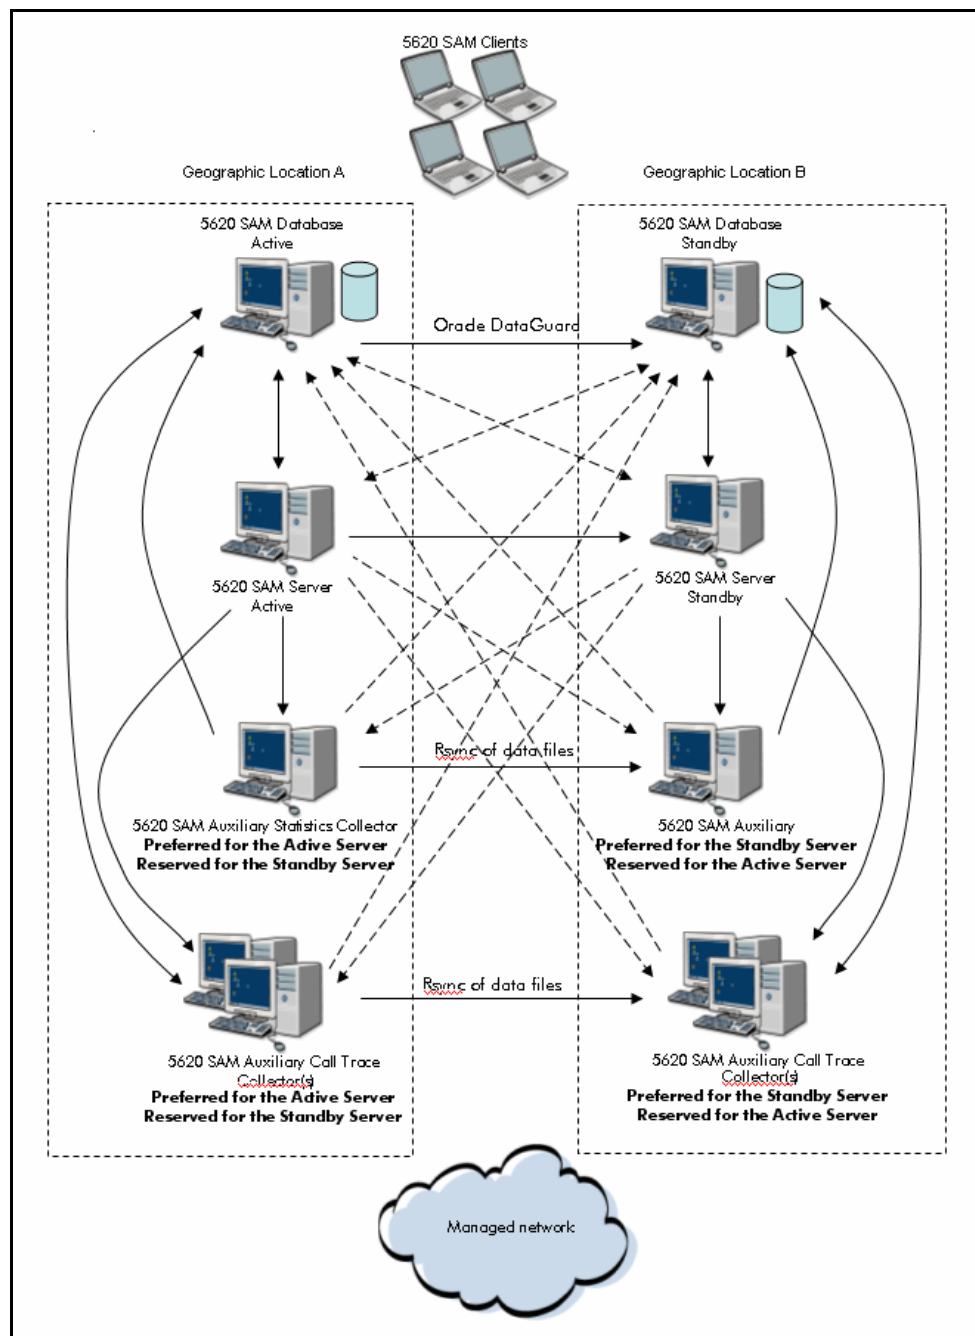 5620 SAM Clients
Geographic Location A
Geographic Location B
5620 SAM Database
Active
5620 SAM Database
Standby
Oracle DataGuard
5620 SAM Server
Active
5620 SAM Server
Standby
Rsync of data files
5620 SAM Auxiliary Statistics Collector
Preferred for the Active Server
Reserved for the Standby Server
5620 SAM Auxiliary
Preferred for the Standby Server
Reserved for the Active Server
Rsync of data files
5620 SAM Auxiliary Call Trace
Collector(s)
Preferred for the Active Server
Reserved for the Standby Server
5620 SAM Auxiliary Call Trace
Collector(s)
Preferred for the Standby Server
Reserved for the Active Server
Managed network